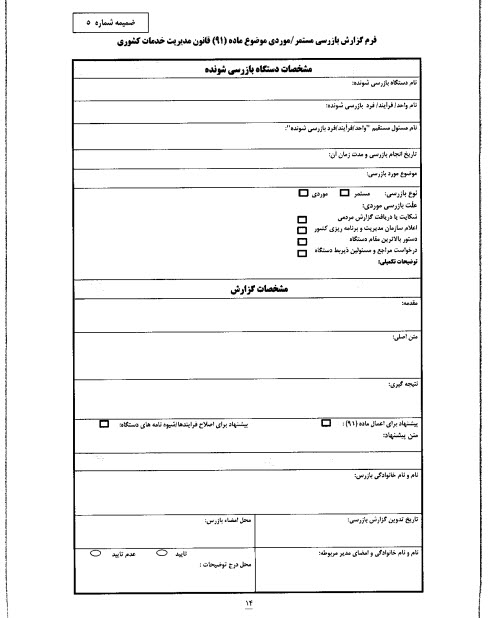 ضمیمه شماره ۵
فرم گزارش بازرسی مستمر/موردی موضوع ماده (۹۱) قانون مدیریت خدمات کشوری
مشخصات دستگاه بازرسی شونده
نام دستگاه بازرسی شونده:
نام واحد/ فرآیند/ فرد بازرسی شونده:
نام مسئول مستقیم "واحد/فرآیند/فرد بازرسی شونده":
تاریخ انجام بازرسی و مدت زمان آن:
موضوع مورد بازرسی:
نوع بازرسی: مستمر موردی
علت بازرسی موردی:
شکایت یا دریافت گزارش مردمی
اعلام سازمان مدیریت و برنامه ریزی کشور
دستور بالاترین مقام دستگاه
درخواست مراجع و مسئولین ذیربط دستگاه
توضیحات تکمیلی:
مشخصات گزارش
مقدمه:
متن اصلی:
نتیجه گیری:
پیشنهاد برای اعمال ماده (۹۱) : پیشنهاد برای اصلاح فرایندها/شیوه نامه های دستگاه:
متن پیشنهاد:
نام و نام خانوادگی بازرس:
تاریخ تدوین گزارش بازرسی: محل امضاء بازرس:
نام و نام خانوادگی و امضای مدیر مربوطه: تایید عدم تایید
محل درج توضیحات :
۱۴